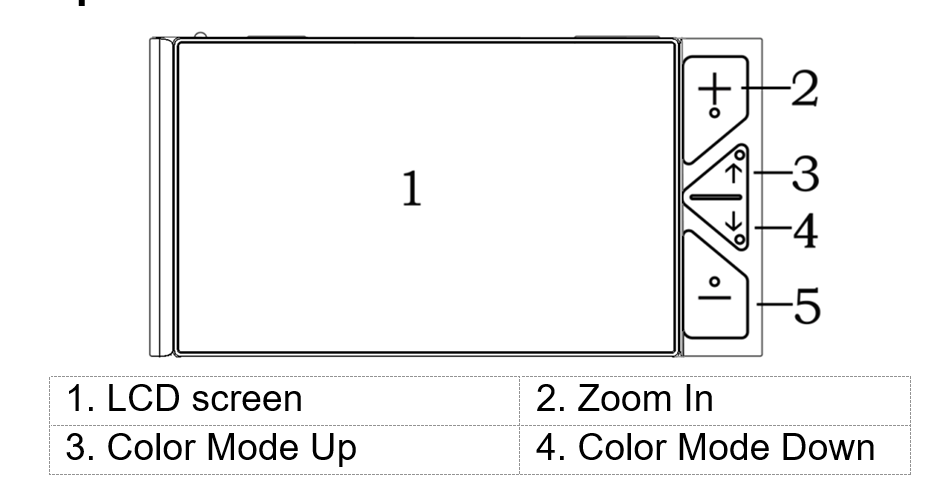 +
2
1
↑
3
↓
4
−
5
1. LCD screen
2. Zoom In
3. Color Mode Up
4. Color Mode Down